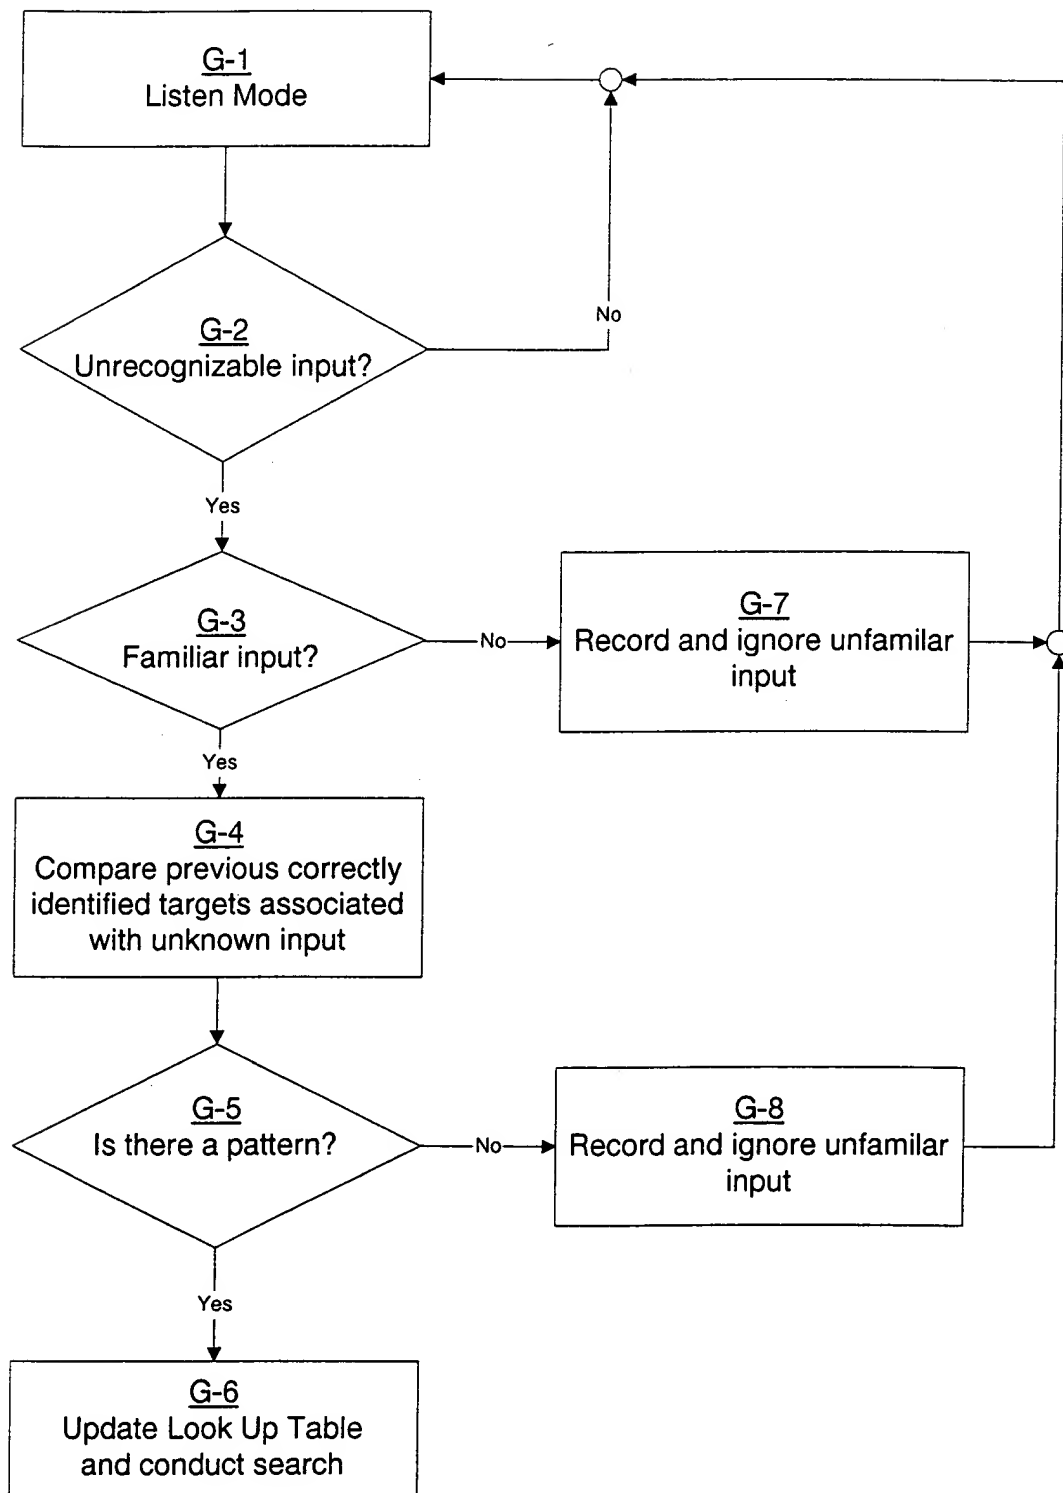 G-1
Listen Mode
G-2
Unrecognizable input?
No
Yes
G-3
Familiar input?
No
G-7
Record and ignore unfamilar
input
Yes
G-4
Compare previous correctly
identified targets associated
with unknown input
G-5
Is there a pattern?
No
G-8
Record and ignore unfamilar
input
Yes
G-6
Update Look Up Table
and conduct search